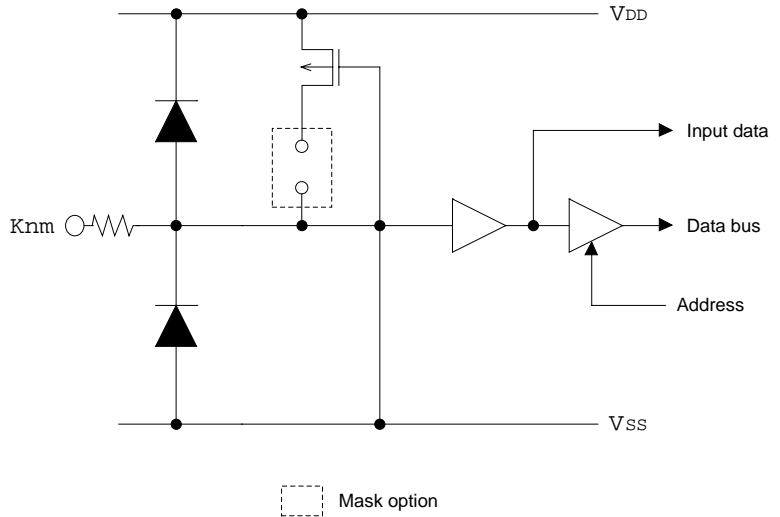 VDD
Input data
Knm
Data bus
Address
VSS
Mask option